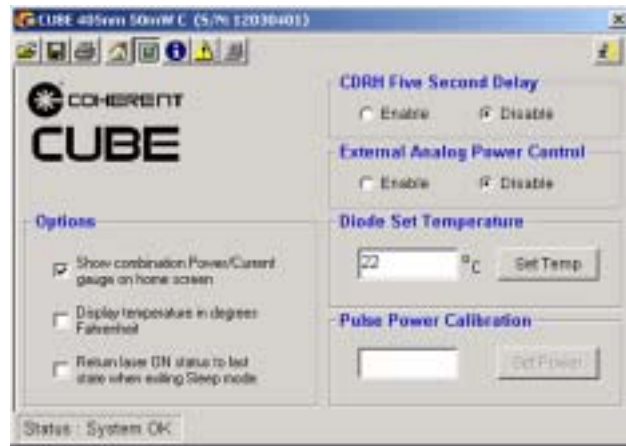 CUBE 405nm 50mW C (S/N 12030401)
COHERENT
CUBE
Options
Show combination Power/Current
gauge on home screen
Display temperature in degrees
Fahrenheit
Return laser ON status to last
state when exiting Sleep mode
CDRH Five Second Delay
Enable Disable
External Analog Power Control
Enable Disable
Diode Set Temperature
22 °C Set Temp
Pulse Power Calibration
Set Power
Status : System OK